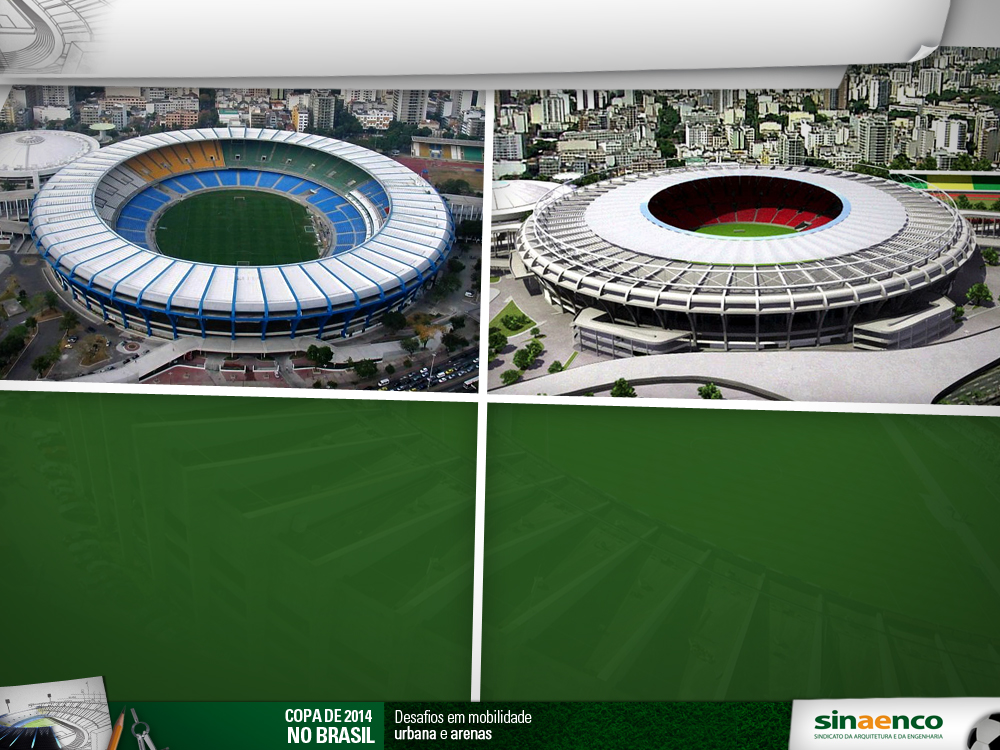 COPA DE 2014
NO BRASIL
Desafios em mobilidade
urbana e arenas
sinaenco
SINDICATO DA ARQUITETURA E DA ENGENHARIA